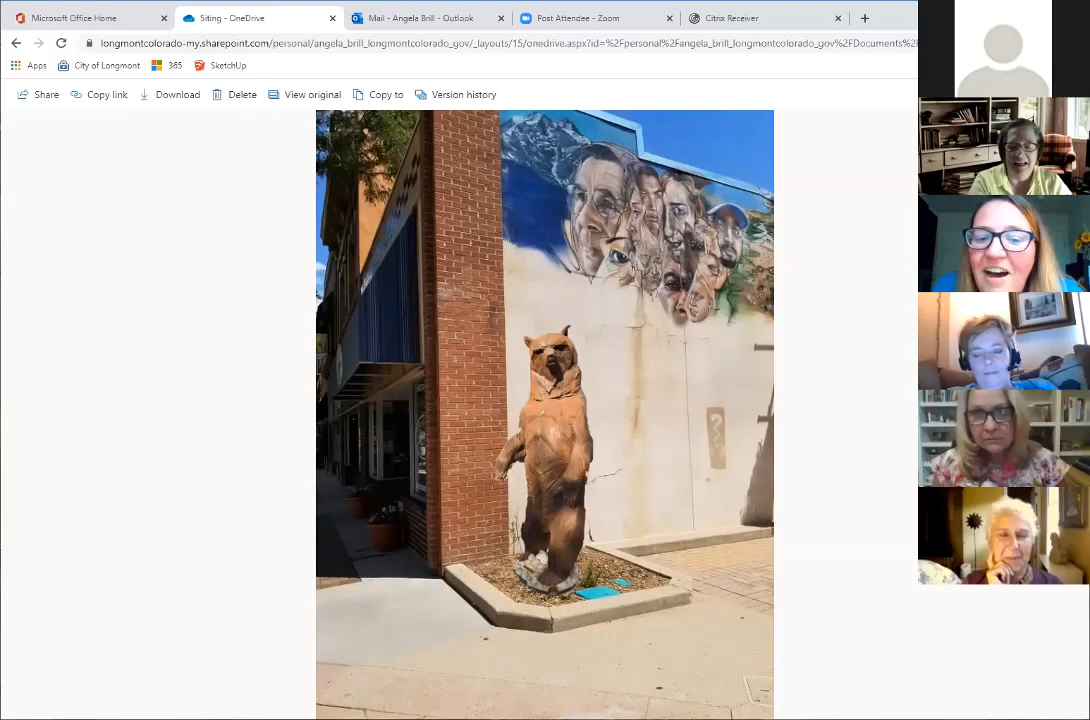 Microsoft Office Home
Siting - OneDrive
Mail - Angela Brill - Outlook
Post Attendee - Zoom
Citrix Receiver
longmontcolorado-my.sharepoint.com/personal/angela_brill_longmontcolorado_gov/_layouts/15/onedrive.aspx?id=%2Fpersonal%2Fangela_brill_longmontcolorado_gov%2FDocuments%2F
Apps
City of Longmont
365
SketchUp
Share
Copy link
Download
Delete
View original
Copy to
Version history
?